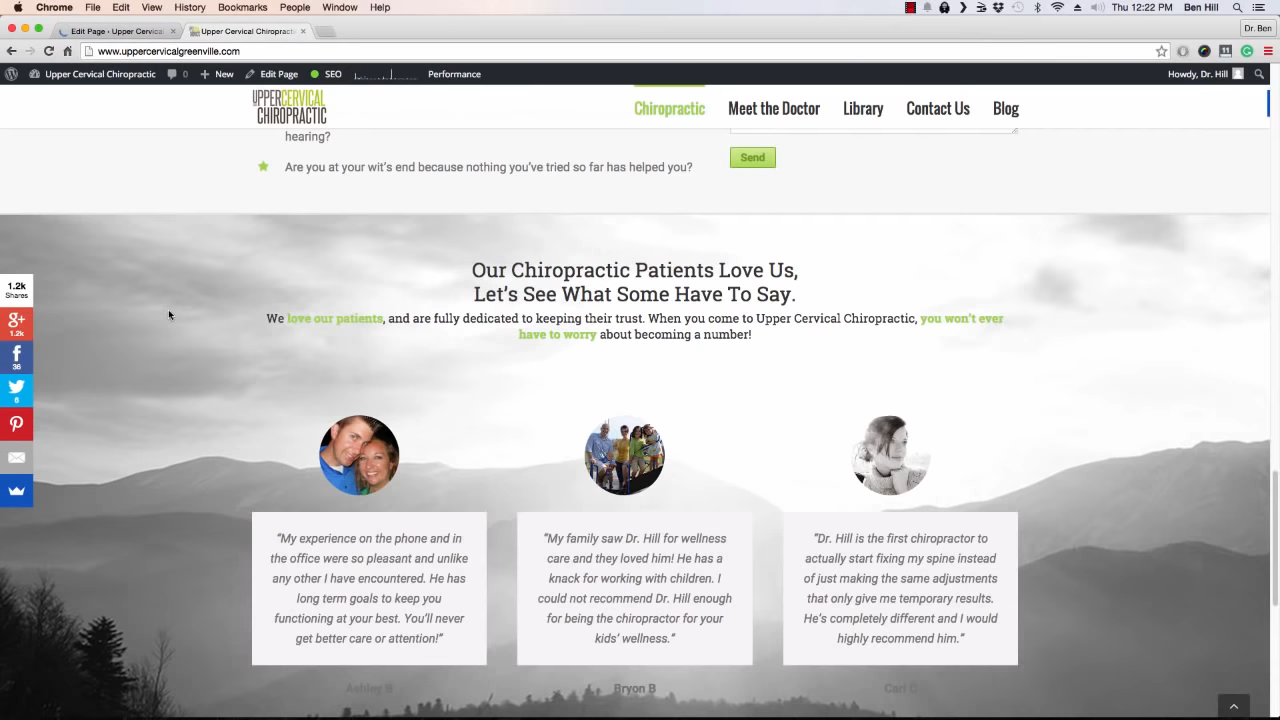 Chrome File Edit View History Bookmarks People Window Help
Thu 12:22 PM Ben Hill
Edit Page ‹ Upper Cervical
Upper Cervical Chiropract
Dr. Ben
www.uppercervicalgreenville.com
Upper Cervical Chiropractic 0 New Edit Page SEO Performance
Howdy, Dr. Hill
UPPERCERVICAL
CHIROPRACTIC
Chiropractic Meet the Doctor Library Contact Us Blog
hearing?
Are you at your wit's end because nothing you've tried so far has helped you?
Send
Our Chiropractic Patients Love Us,
Let's See What Some Have To Say.
We love our patients, and are fully dedicated to keeping their trust. When you come to Upper Cervical Chiropractic, you won't ever
have to worry about becoming a number!
1.2k
Shares
1.2k
36
6
"My experience on the phone and in
the office were so pleasant and unlike
any other I have encountered. He has
long term goals to keep you
functioning at your best. You'll never
get better care or attention!"
Ashley B
"My family saw Dr. Hill for wellness
care and they loved him! He has a
knack for working with children. I
could not recommend Dr. Hill enough
for being the chiropractor for your
kids' wellness."
Bryon B
"Dr. Hill is the first chiropractor to
actually start fixing my spine instead
of just making the same adjustments
that only give me temporary results.
He's completely different and I would
highly recommend him."